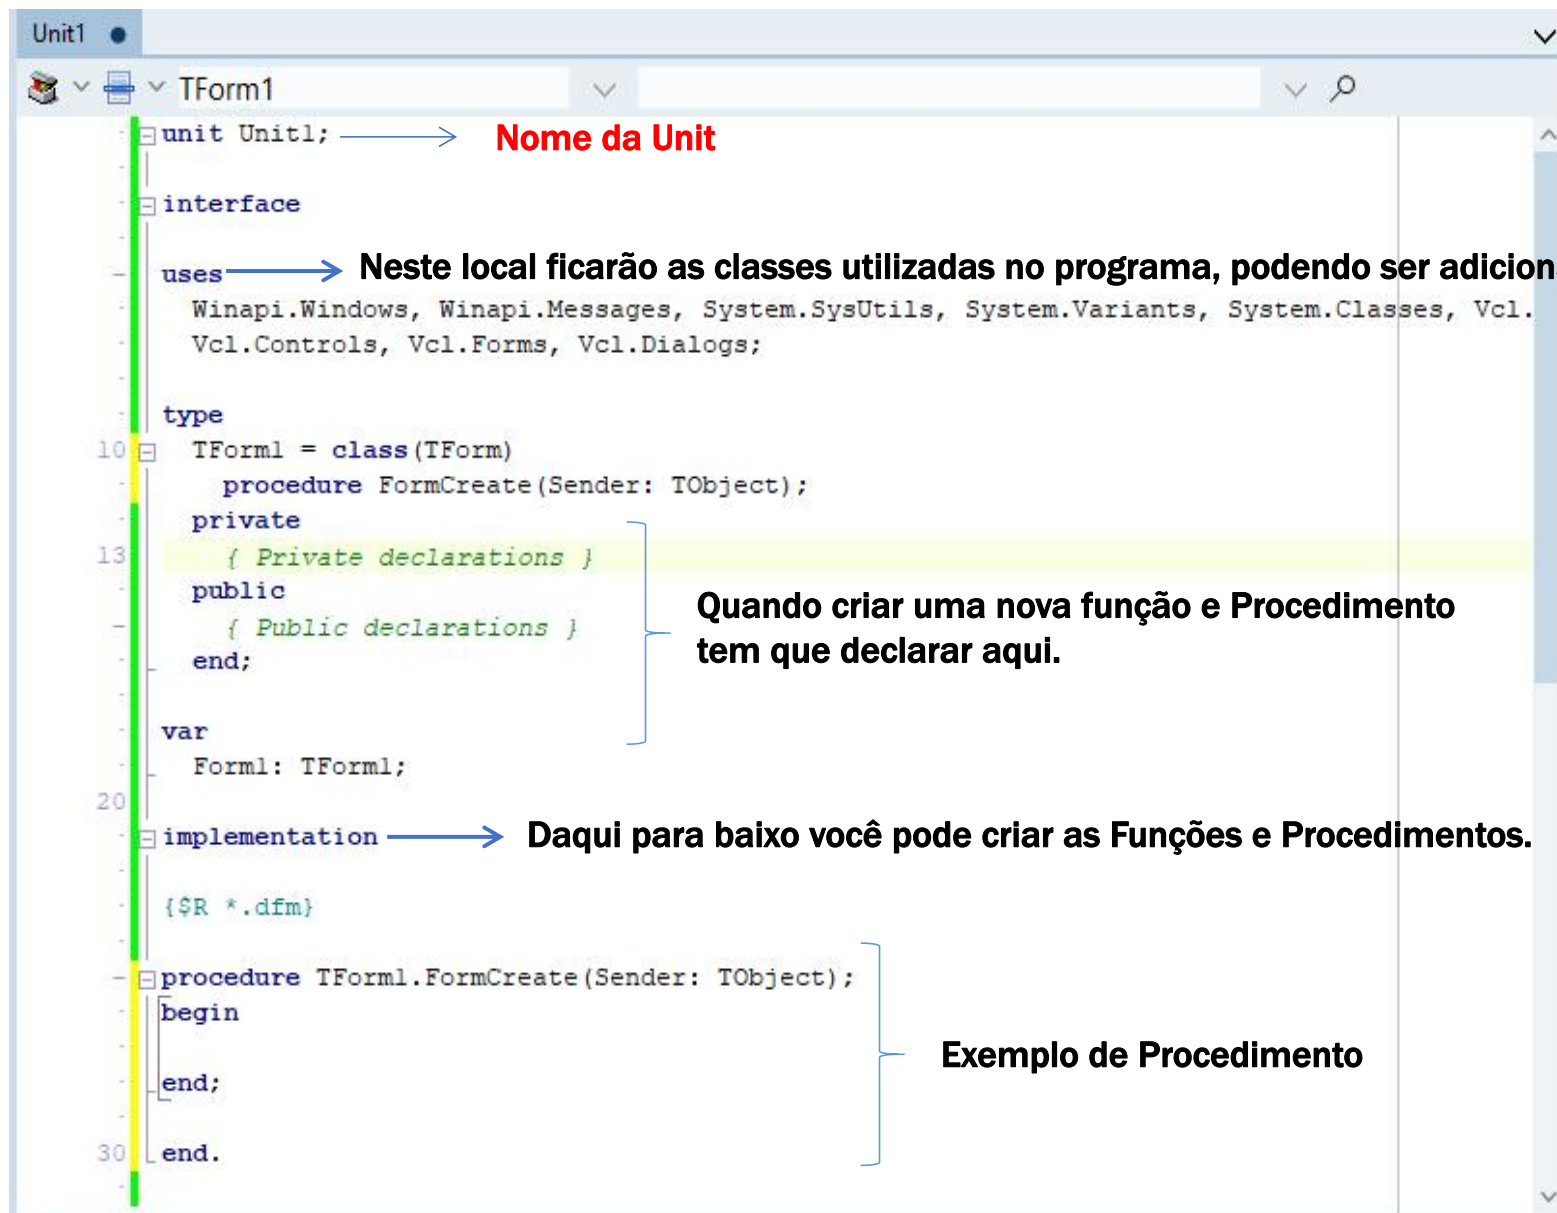 Unit1
TForm1
unit Unit1;
Nome da Unit
interface
uses
Neste local ficarão as classes utilizadas no programa, podendo ser adicion
Winapi.Windows, Winapi.Messages, System.SysUtils, System.Variants, System.Classes, Vcl.
Vcl.Controls, Vcl.Forms, Vcl.Dialogs;
type
10
TForm1 = class(TForm)
procedure FormCreate(Sender: TObject);
private
13
{ Private declarations }
public
{ Public declarations }
end;
Quando criar uma nova função e Procedimento
tem que declarar aqui.
var
Form1: TForm1;
20
implementation
Daqui para baixo você pode criar as Funções e Procedimentos.
{$R *.dfm}
procedure TForm1.FormCreate(Sender: TObject);
begin
Exemplo de Procedimento
end;
30
end.